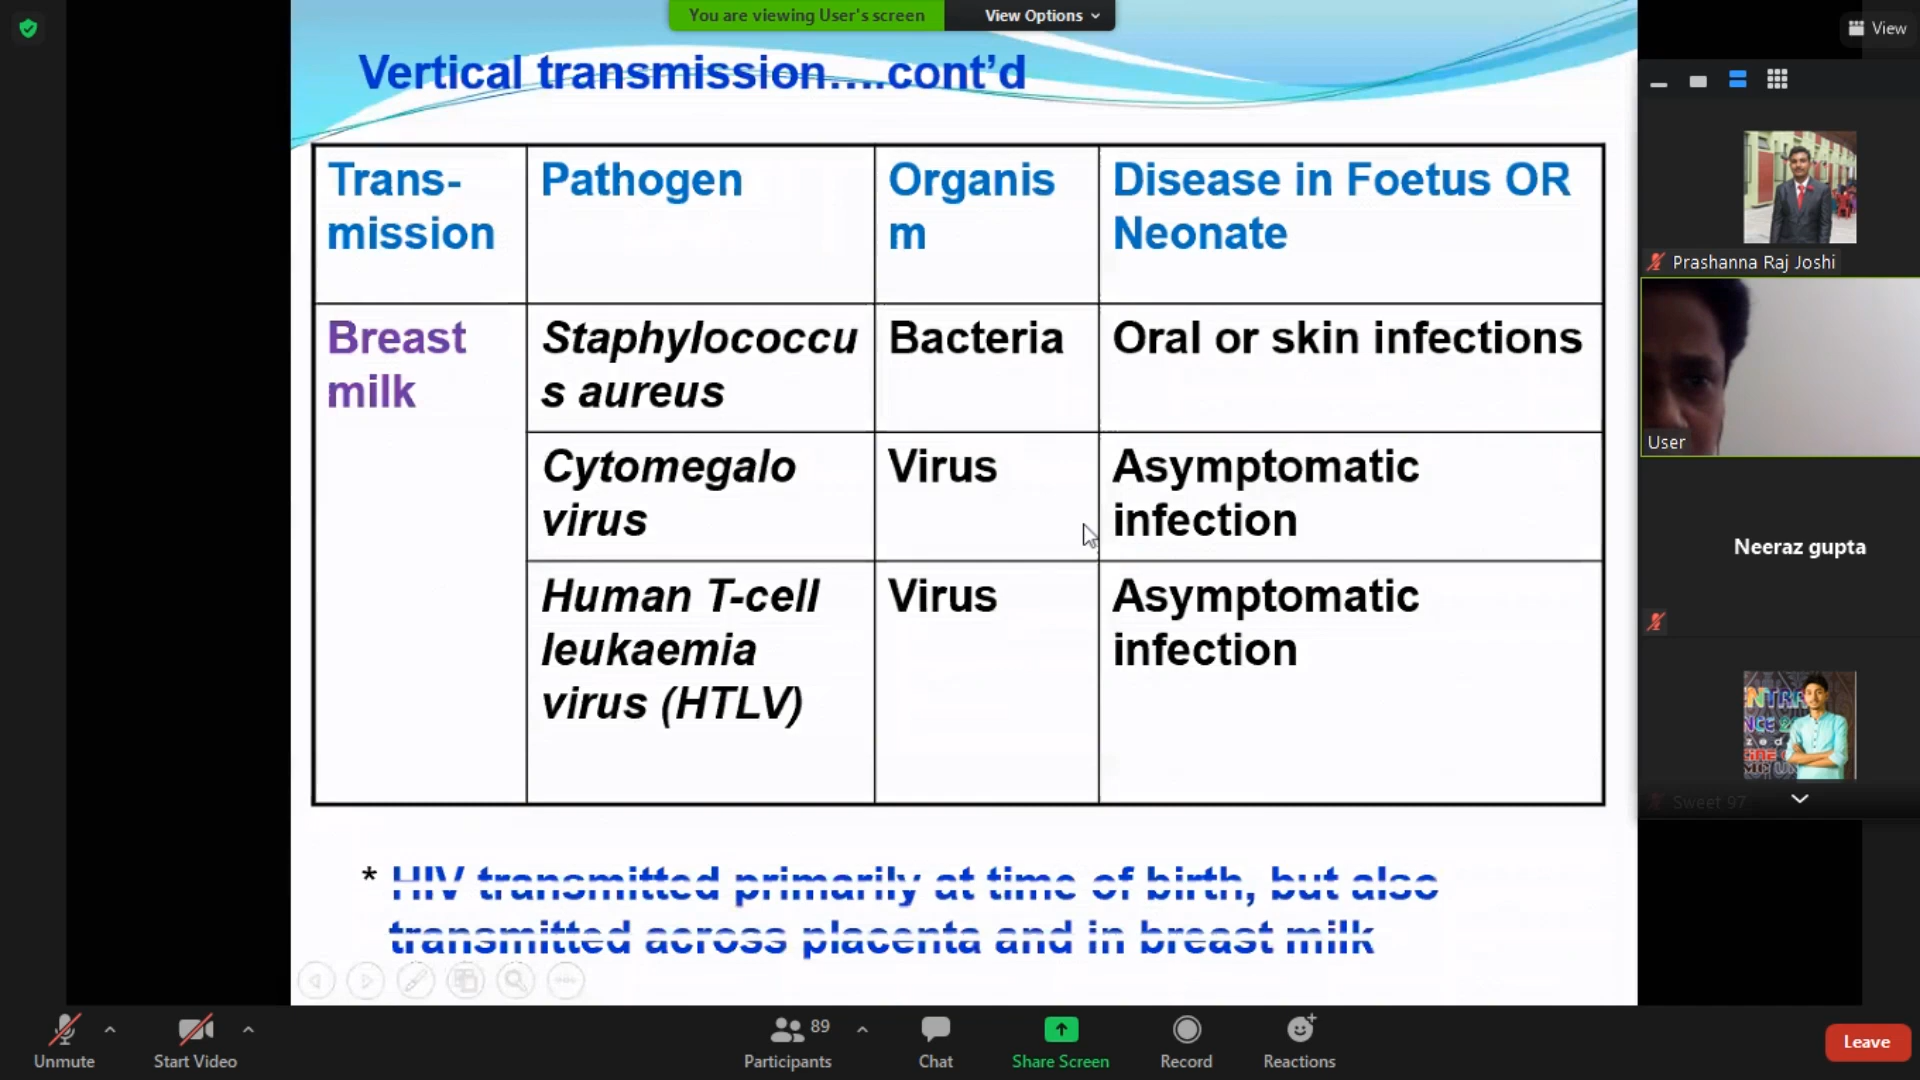 You are viewing User's screen
View Options
View
Vertical transmission....cont'd
Trans-
mission
Pathogen
Organis
m
Disease in Foetus OR
Neonate
Breast
milk
Staphylococcu
s aureus
Bacteria
Oral or skin infections
Cytomegalo
virus
Virus
Asymptomatic
infection
Human T-cell
leukaemia
virus (HTLV)
Virus
Asymptomatic
infection
* HIV transmitted primarily at time of birth, but also
transmitted across placenta and in breast milk
Prashanna Raj Joshi
User
Neeraz gupta
Sweet 97
Unmute
Start Video
89
Participants
Chat
Share Screen
Record
Reactions
Leave